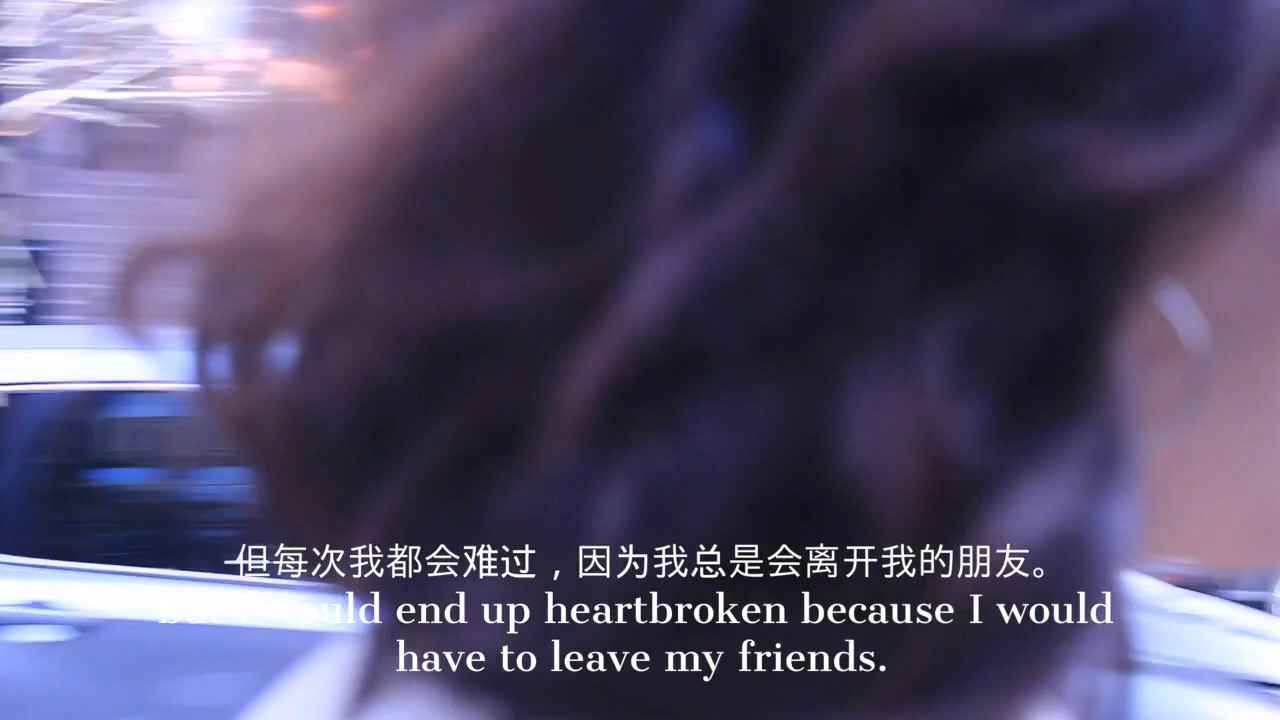 但每次我都会难过，因为我总是会离开我的朋友。
but I would end up heartbroken because I would
have to leave my friends.